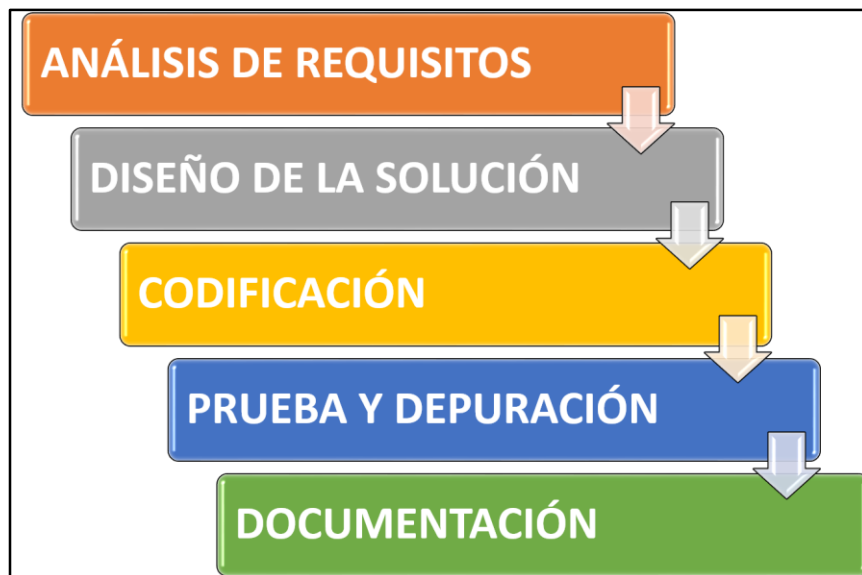 ANÁLISIS DE REQUISITOS
DISEÑO DE LA SOLUCIÓN
CODIFICACIÓN
PRUEBA Y DEPURACIÓN
DOCUMENTACIÓN